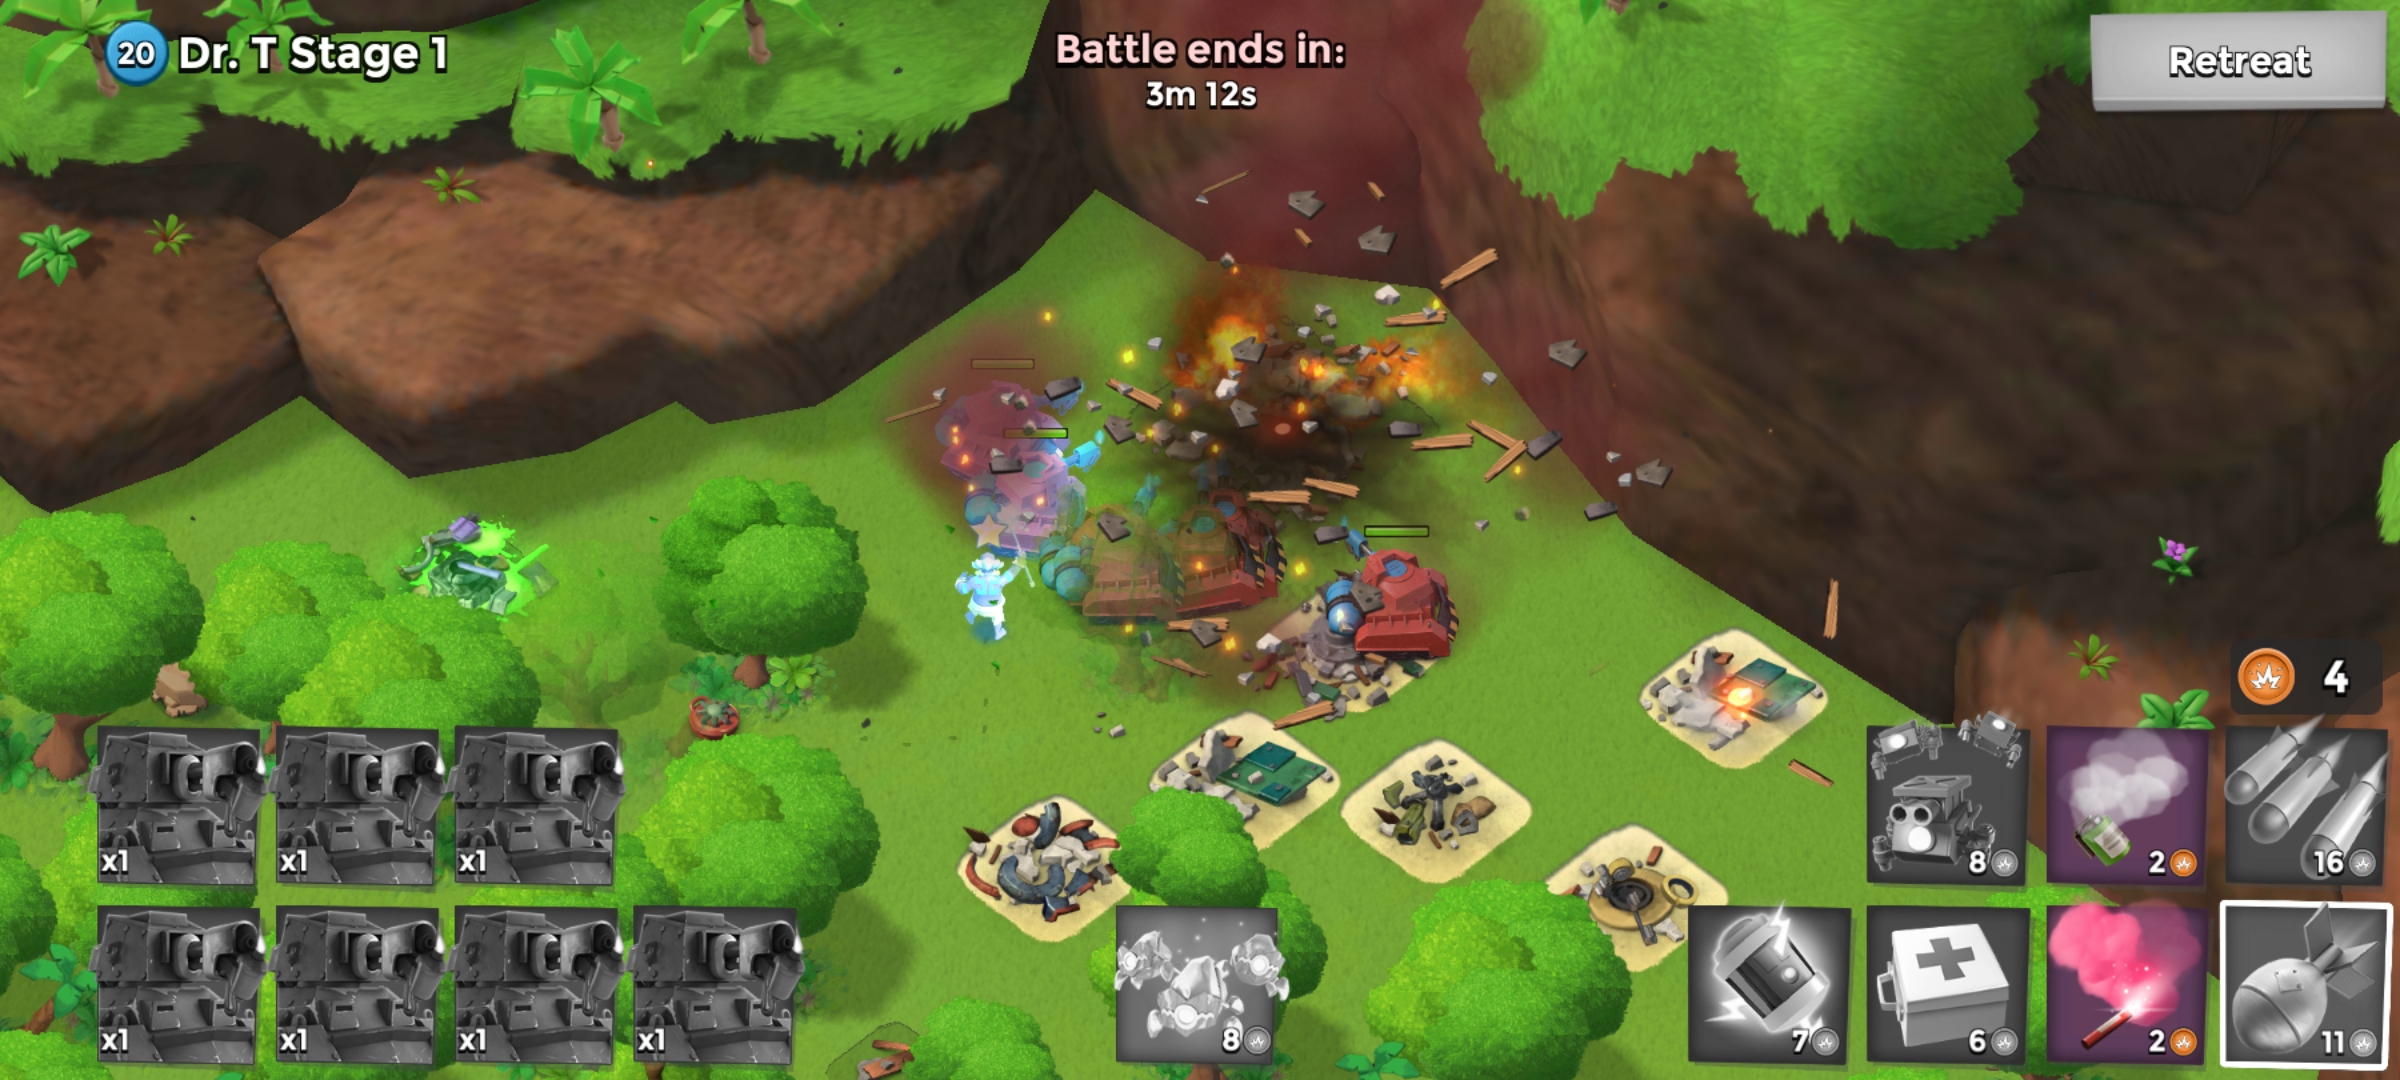 20 Dr. T Stage 1
Battle ends in:
3m 12s
Retreat
4
x1 x1 x1
8 2 16
x1 x1 x1 x1
8 7 6 2 11